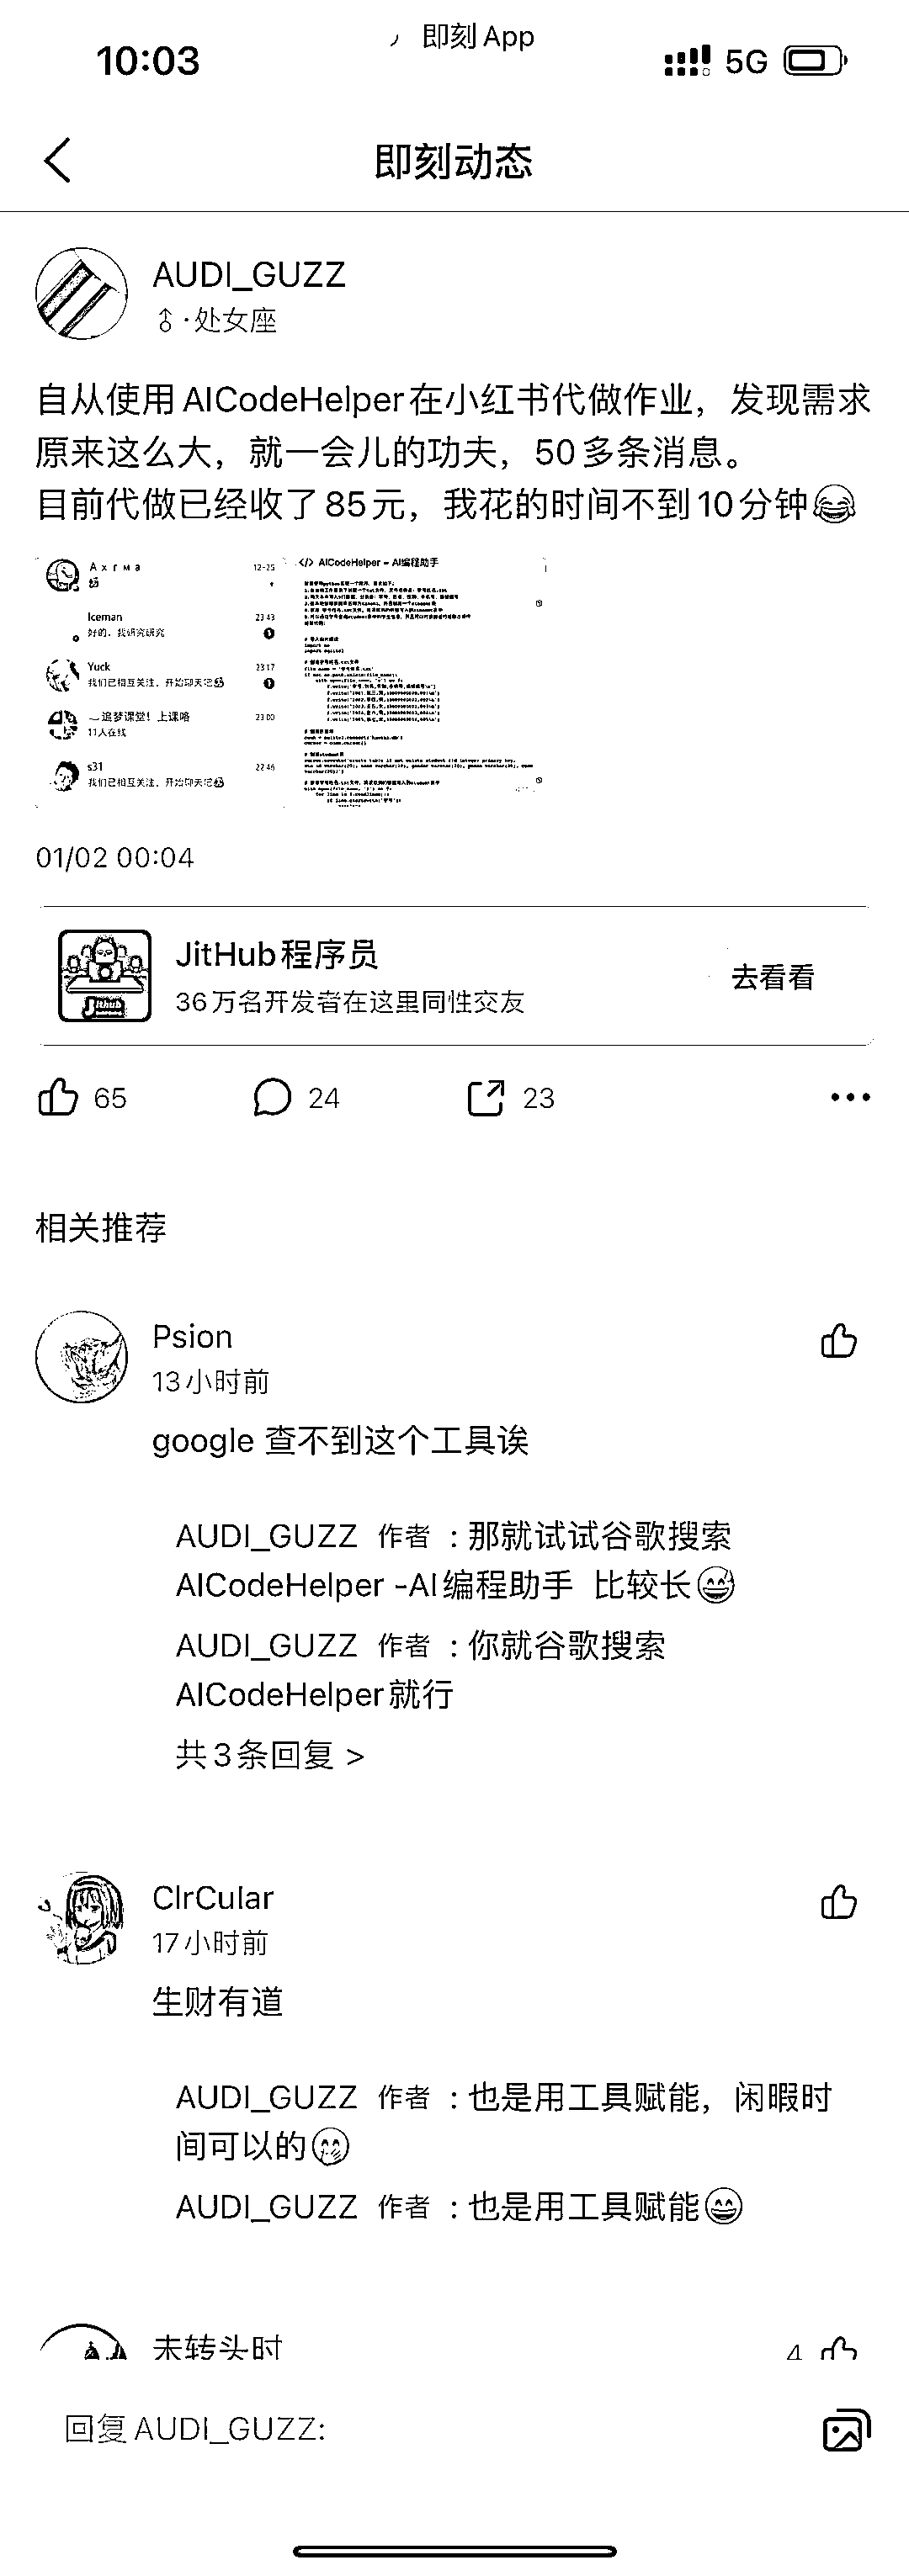 10:03
即刻 App
5G
即刻动态
AUDI_GUZZ
·处女座
自从使用AICodeHelper在小红书代做作业，发现需求
原来这么大，就一会儿的功夫，50多条消息。
目前代做已经收了85元，我花的时间不到10分钟😂
12-25
Iceman
23:43
好的，我研究研究
Yuck
23:17
我们已相互关注，开始聊天吧
追梦课堂！上课咯
23:00
11人在线
s31
22:46
我们已相互关注，开始聊天吧
</> AICodeHelper – AI编程助手
01/02 00:04
JitHub程序员
36万名开发者在这里同性交友
去看看
65
24
23
相关推荐
Psion
13小时前
google 查不到这个工具诶
AUDI_GUZZ 作者 : 那就试试谷歌搜索
AICodeHelper -AI编程助手 比较长😅
AUDI_GUZZ 作者 : 你就谷歌搜索
AICodeHelper就行
共3条回复 >
ClrCular
17小时前
生财有道
AUDI_GUZZ 作者 : 也是用工具赋能，闲暇时
间可以的🤭
AUDI_GUZZ 作者 : 也是用工具赋能😄
未转头时
4
回复AUDI_GUZZ: